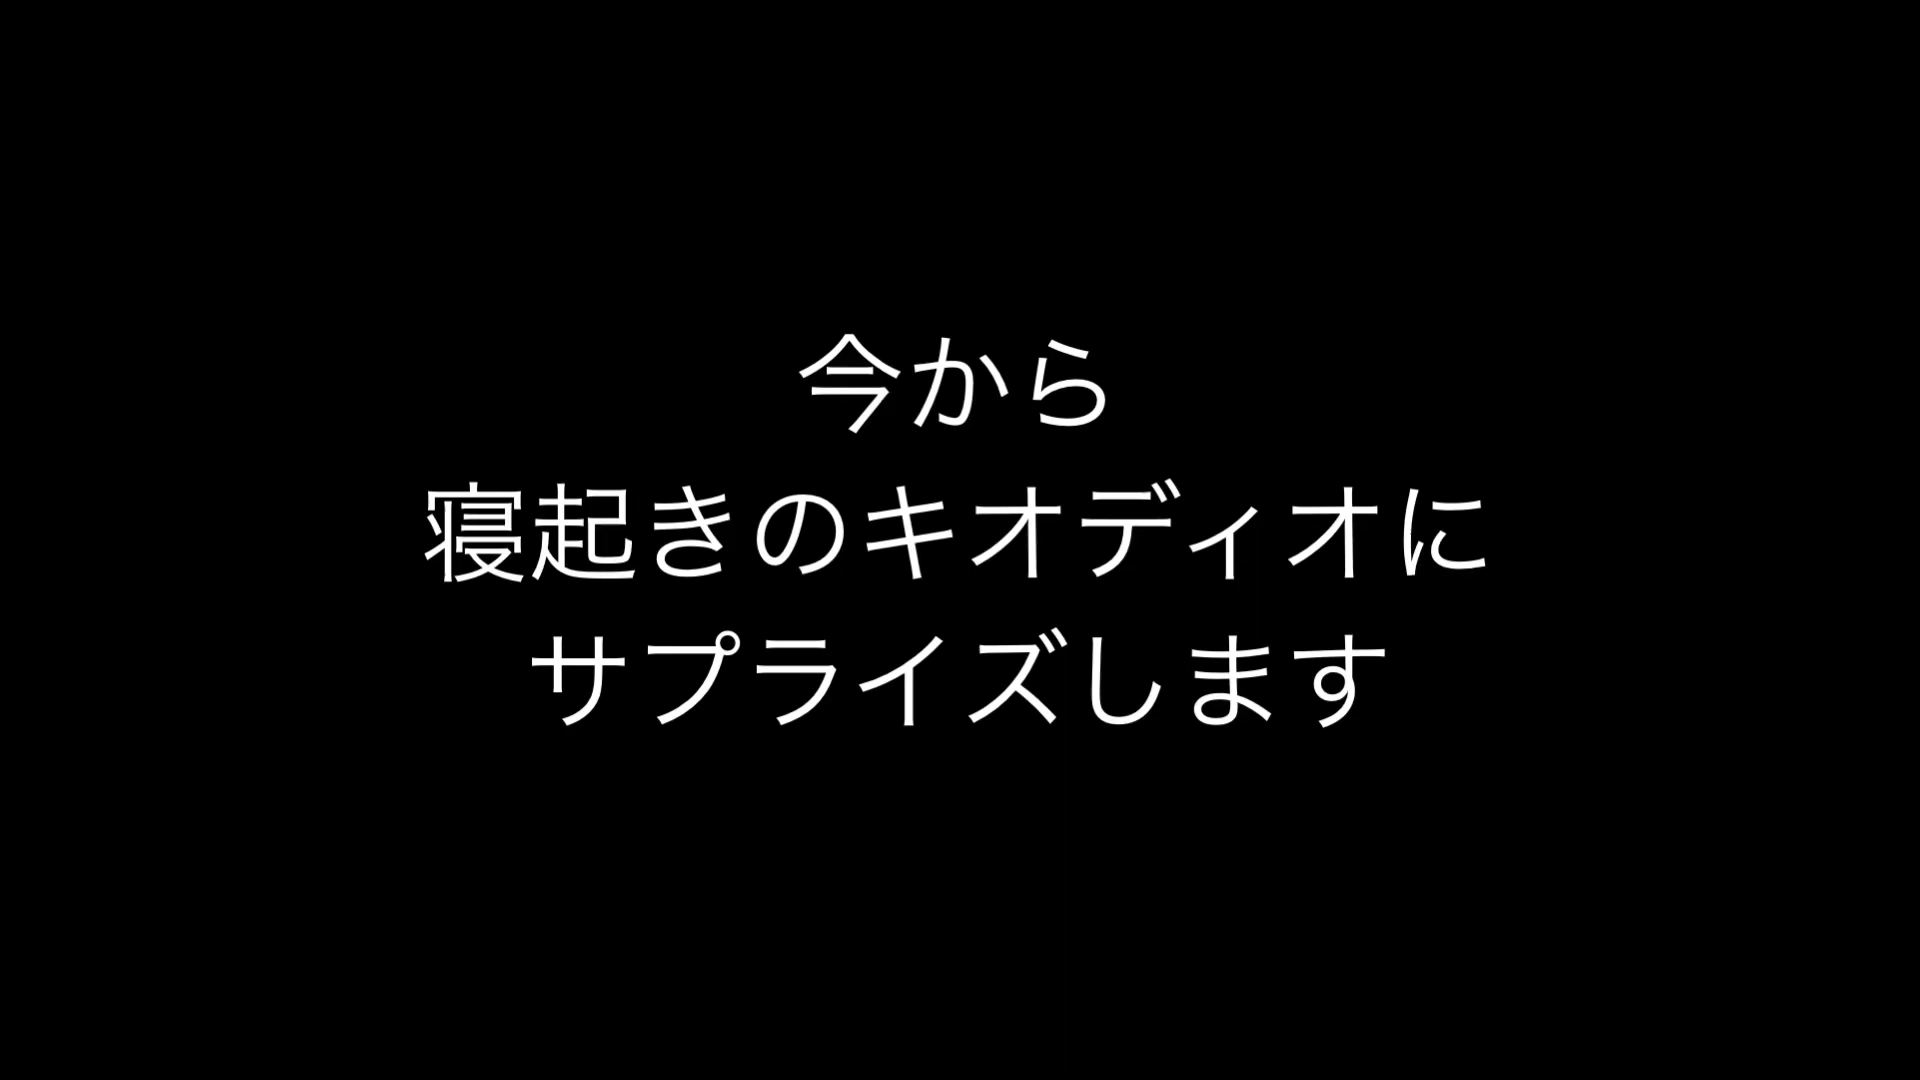 今から
寝起きのキオディオに
サプライズします